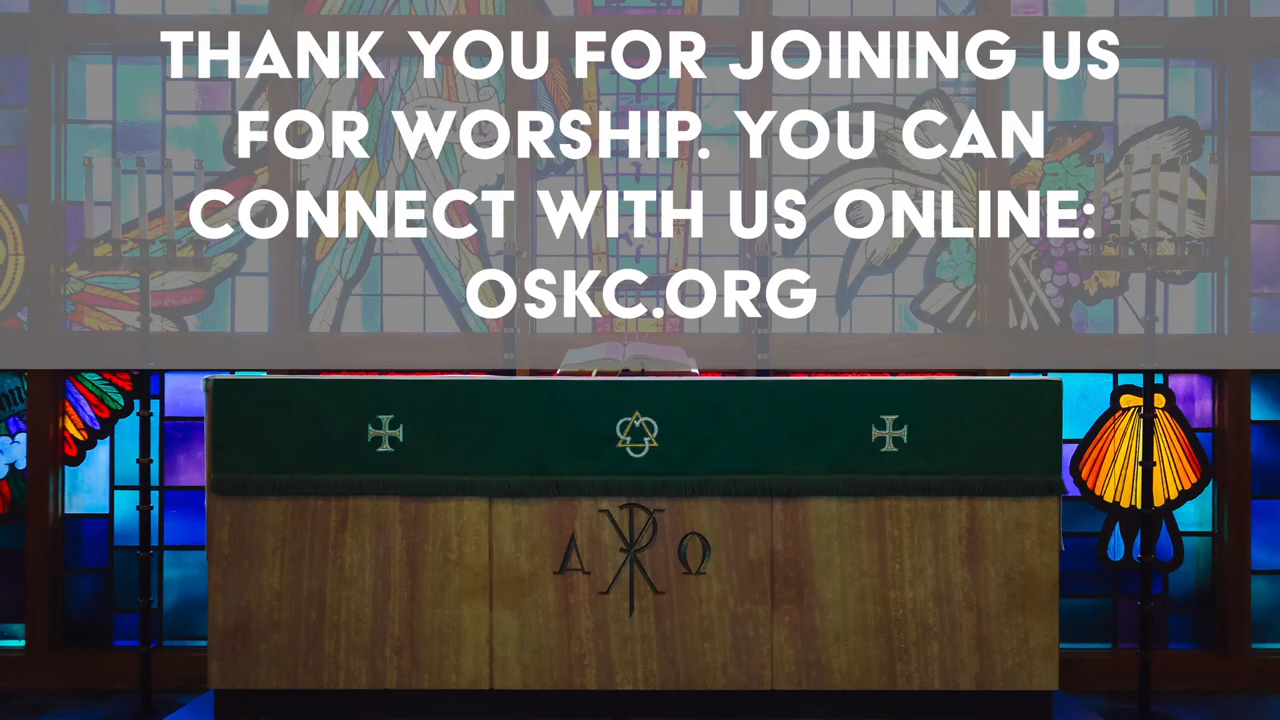 THANK YOU FOR JOINING US
FOR WORSHIP. YOU CAN
CONNECT WITH US ONLINE:
OSKC.ORG
Α ☧ Ω